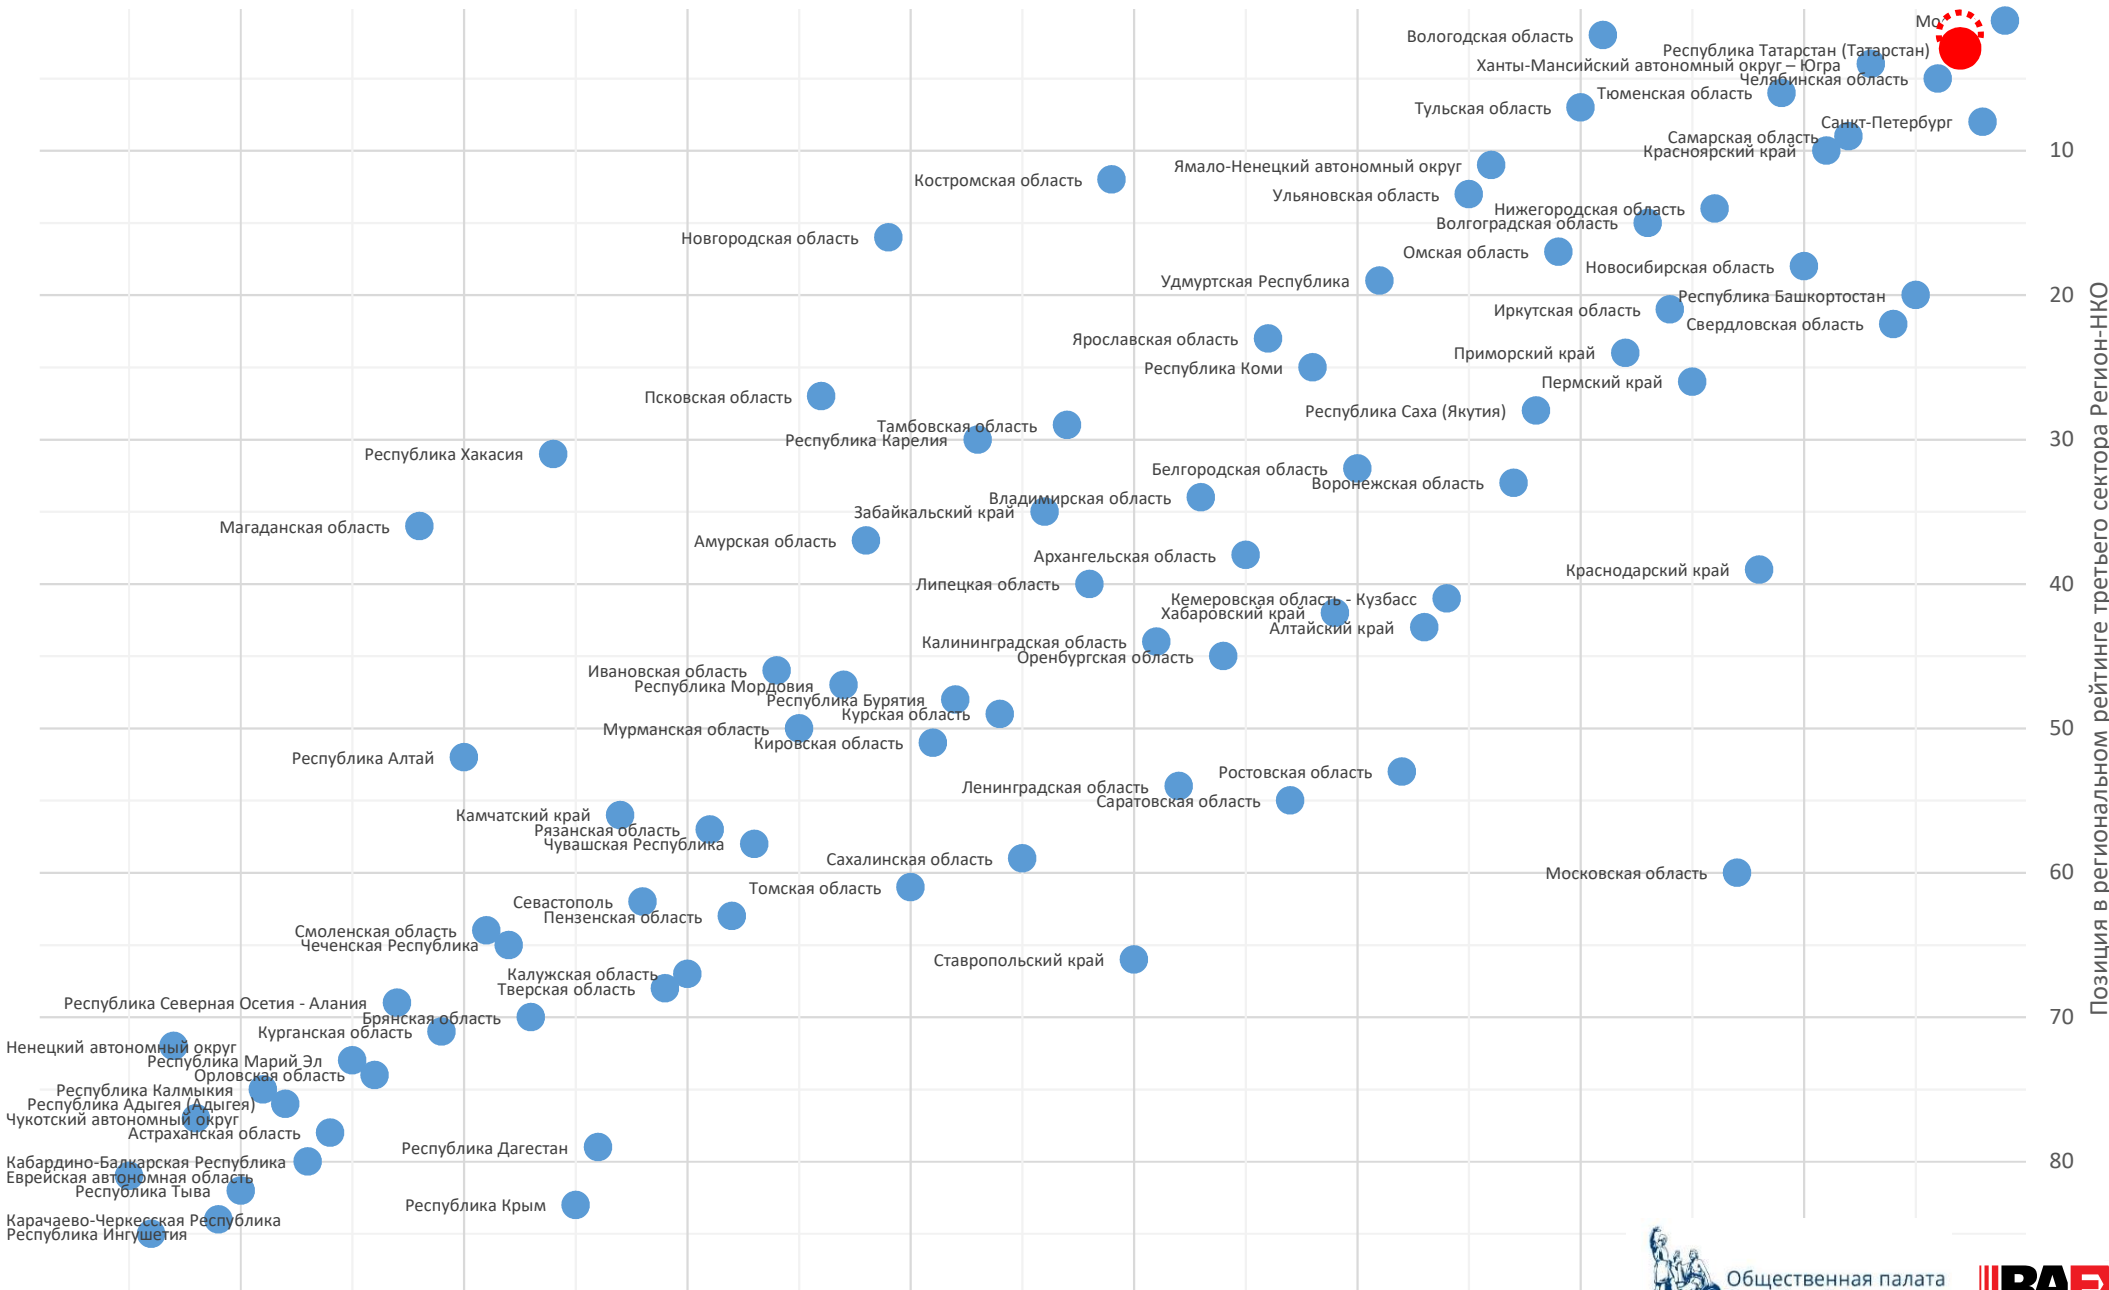 Мо
Вологодская область
Республика Татарстан (Татарстан)
Ханты-Мансийский автономный округ – Югра
Челябинская область
Тюменская область
Тульская область
Санкт-Петербург
Самарская область
Красноярский край
10
Ямало-Ненецкий автономный округ
Костромская область
Ульяновская область
Нижегородская область
Волгоградская область
Новгородская область
Омская область
Новосибирская область
Удмуртская Республика
Республика Башкортостан
20
Иркутская область
Свердловская область
Ярославская область
Приморский край
Республика Коми
Пермский край
Псковская область
Республика Саха (Якутия)
Тамбовская область
Республика Карелия
30
Республика Хакасия
Белгородская область
Воронежская область
Владимирская область
Забайкальский край
Магаданская область
Амурская область
Архангельская область
Краснодарский край
Липецкая область
40
Кемеровская область - Кузбасс
Хабаровский край
Алтайский край
Калининградская область
Оренбургская область
Ивановская область
Республика Мордовия
Республика Бурятия
Курская область
Мурманская область
50
Кировская область
Республика Алтай
Ростовская область
Ленинградская область
Саратовская область
Камчатский край
Рязанская область
Чувашская Республика
Сахалинская область
Московская область
60
Томская область
Севастополь
Пензенская область
Смоленская область
Чеченская Республика
Ставропольский край
Калужская область
Тверская область
Республика Северная Осетия - Алания
Брянская область
70
Курганская область
Ненецкий автономный округ
Республика Марий Эл
Орловская область
Республика Калмыкия
Республика Адыгея (Адыгея)
Чукотский автономный округ
Астраханская область
Республика Дагестан
Кабардино-Балкарская Республика
80
Еврейская автономная область
Республика Тыва
Республика Крым
Карачаево-Черкесская Республика
Республика Ингушетия
Позиция в региональном рейтинге третьего сектора Регион-НКО
Общественная палата